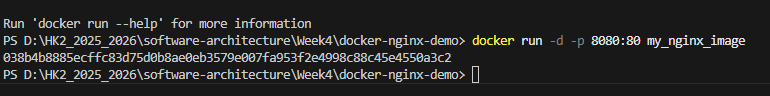 Run 'docker run --help' for more information
PS D:\HK2_2025_2026\software-architecture\Week4\docker-nginx-demo> docker run -d -p 8080:80 my_nginx_image
038b4b8885ecffc83d75d0b8ae0eb3579e007fa953f2e4998c88c45e4550a3c2
PS D:\HK2_2025_2026\software-architecture\Week4\docker-nginx-demo>